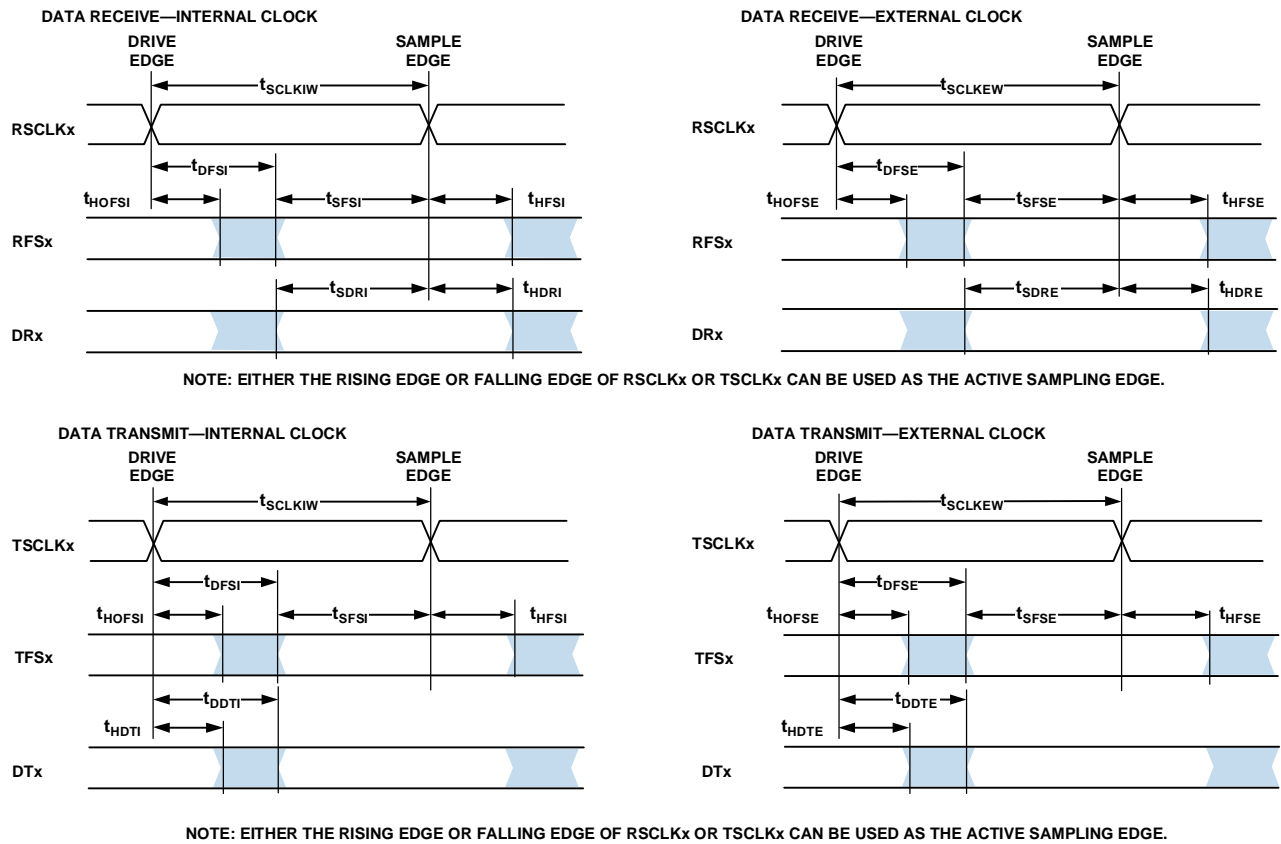 DATA RECEIVE—INTERNAL CLOCK
DRIVE
EDGE
SAMPLE
EDGE
tSCLKIW
RSCLKx
tDFSI
tHOFSI
tSFSI
tHFSI
RFSx
tSDRI
tHDRI
DRx
DATA RECEIVE—EXTERNAL CLOCK
DRIVE
EDGE
SAMPLE
EDGE
tSCLKEW
RSCLKx
tDFSE
tHOFSE
tSFSE
tHFSE
RFSx
tSDRE
tHDRE
DRx
NOTE: EITHER THE RISING EDGE OR FALLING EDGE OF RSCLKx OR TSCLKx CAN BE USED AS THE ACTIVE SAMPLING EDGE.
DATA TRANSMIT—INTERNAL CLOCK
DRIVE
EDGE
SAMPLE
EDGE
tSCLKIW
TSCLKx
tDFSI
tHOFSI
tSFSI
tHFSI
TFSx
tDDTI
tHDTI
DTx
DATA TRANSMIT—EXTERNAL CLOCK
DRIVE
EDGE
SAMPLE
EDGE
tSCLKEW
TSCLKx
tDFSE
tHOFSE
tSFSE
tHFSE
TFSx
tDDTE
tHDTE
DTx
NOTE: EITHER THE RISING EDGE OR FALLING EDGE OF RSCLKx OR TSCLKx CAN BE USED AS THE ACTIVE SAMPLING EDGE.